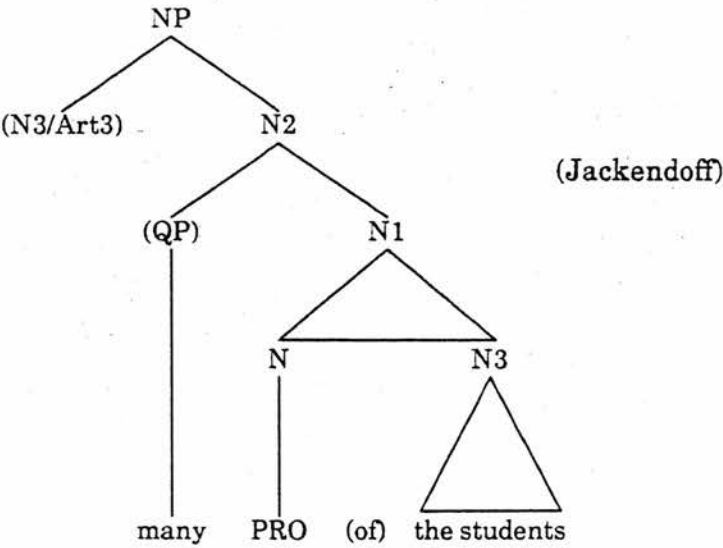 NP
(N3/Art3) N2
(Jackendoff)
(QP) N1
N N3
many PRO (of) the students